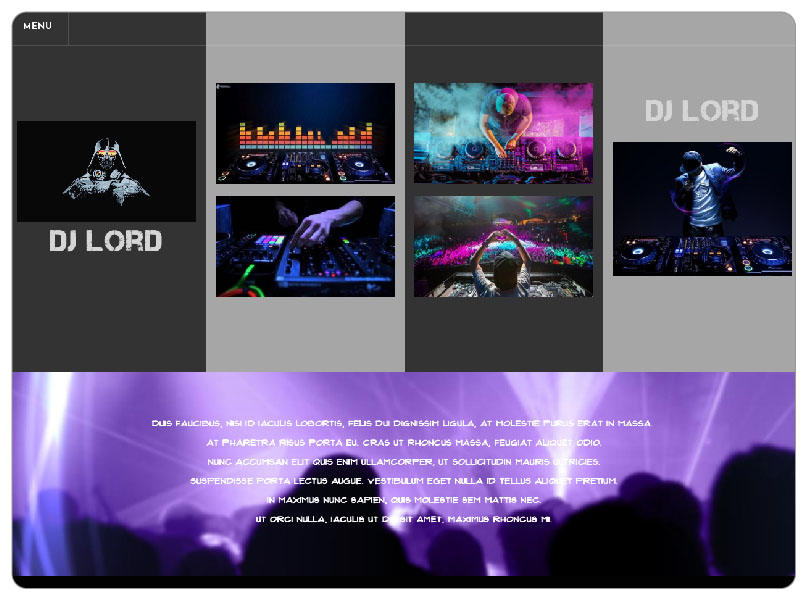 MENU
DJ LORD
DJ LORD
DUIS FAUCIBUS, NISI ID IACULIS LOBORTIS, FELIS DUI DIGNISSIM LIGULA, AT MOLESTIE PURUS ERAT IN MASSA.
AT PHARETRA RISUS PORTA EU. CRAS UT RHONCUS MASSA, FEUGIAT ALIQUET ODIO.
NUNC ACCUMSAN ELIT QUIS ENIM ULLAMCORPER, UT SOLLICITUDIN MAURIS ULTRICIES.
SUSPENDISSE PORTA LECTUS AUGUE. VESTIBULUM EGET NULLA ID TELLUS ALIQUET PRETIUM.
IN MAXIMUS NUNC SAPIEN, QUIS MOLESTIE SEM MATTIS NEC.
UT ORCI NULLA, IACULIS UT DUI SIT AMET, MAXIMUS RHONCUS MI.